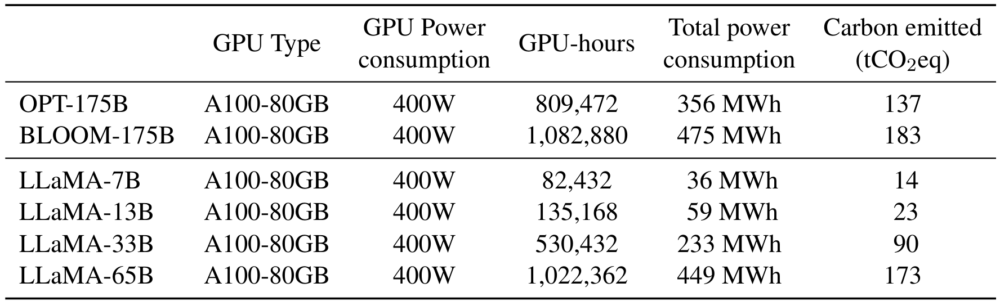 GPU Type GPU Power consumption GPU-hours Total power consumption Carbon emitted (tCO₂eq)
OPT-175B A100-80GB 400W 809,472 356 MWh 137
BLOOM-175B A100-80GB 400W 1,082,880 475 MWh 183
LLaMA-7B A100-80GB 400W 82,432 36 MWh 14
LLaMA-13B A100-80GB 400W 135,168 59 MWh 23
LLaMA-33B A100-80GB 400W 530,432 233 MWh 90
LLaMA-65B A100-80GB 400W 1,022,362 449 MWh 173